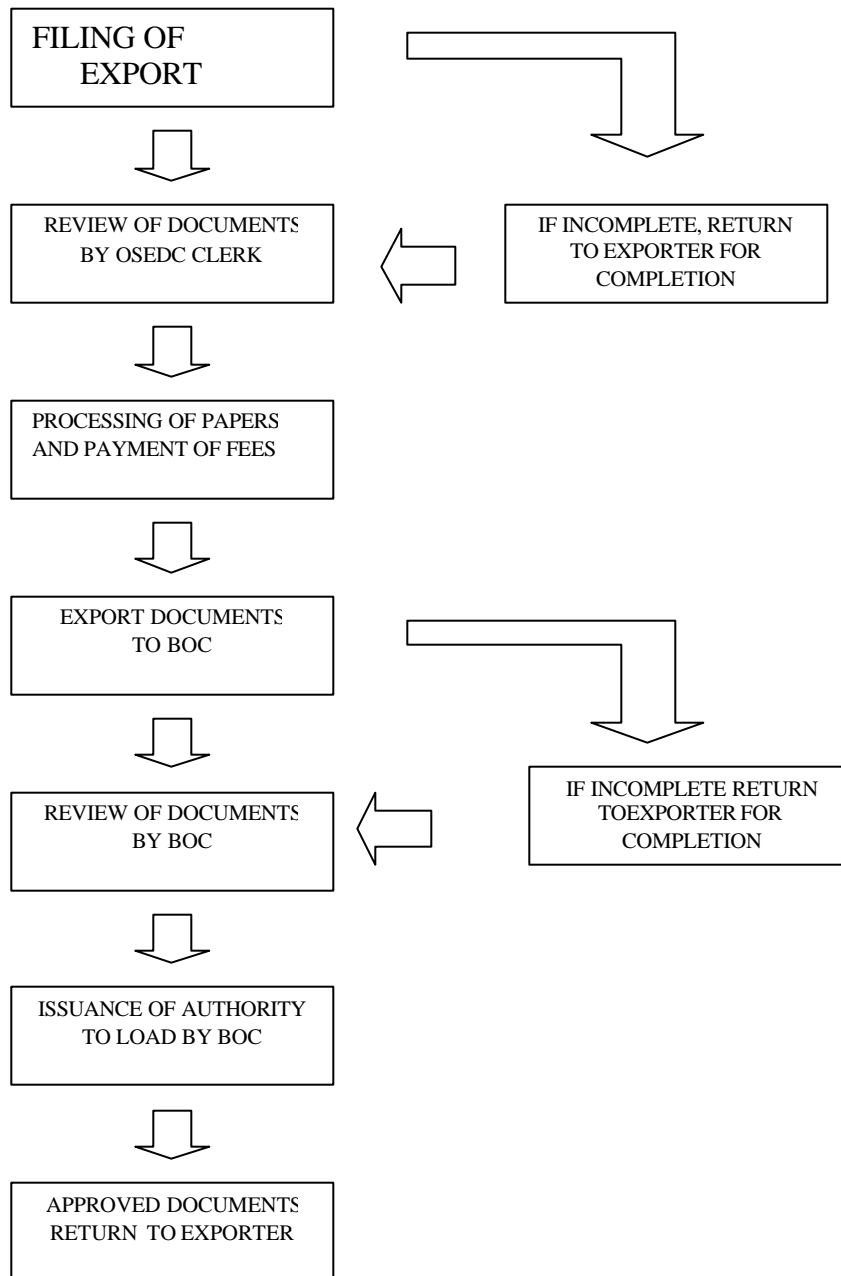 FILING OF
EXPORT
REVIEW OF DOCUMENTS
BY OSEDC CLERK
IF INCOMPLETE, RETURN
TO EXPORTER FOR
COMPLETION
PROCESSING OF PAPERS
AND PAYMENT OF FEES
EXPORT DOCUMENTS
TO BOC
IF INCOMPLETE RETURN
TOEXPORTER FOR
COMPLETION
REVIEW OF DOCUMENTS
BY BOC
ISSUANCE OF AUTHORITY
TO LOAD BY BOC
APPROVED DOCUMENTS
RETURN TO EXPORTER